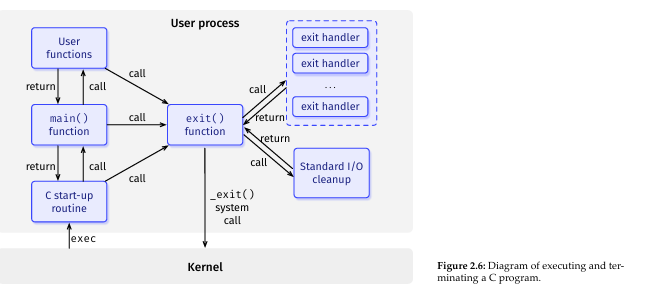 User process
User
functions
exit handler
exit handler
...
exit handler
return
call
call
call
return
main()
function
call
exit()
function
return
call
return
call
call
Standard I/O
cleanup
C start-up
routine
_exit()
system
call
exec
Kernel
Figure 2.6: Diagram of executing and ter-
minating a C program.